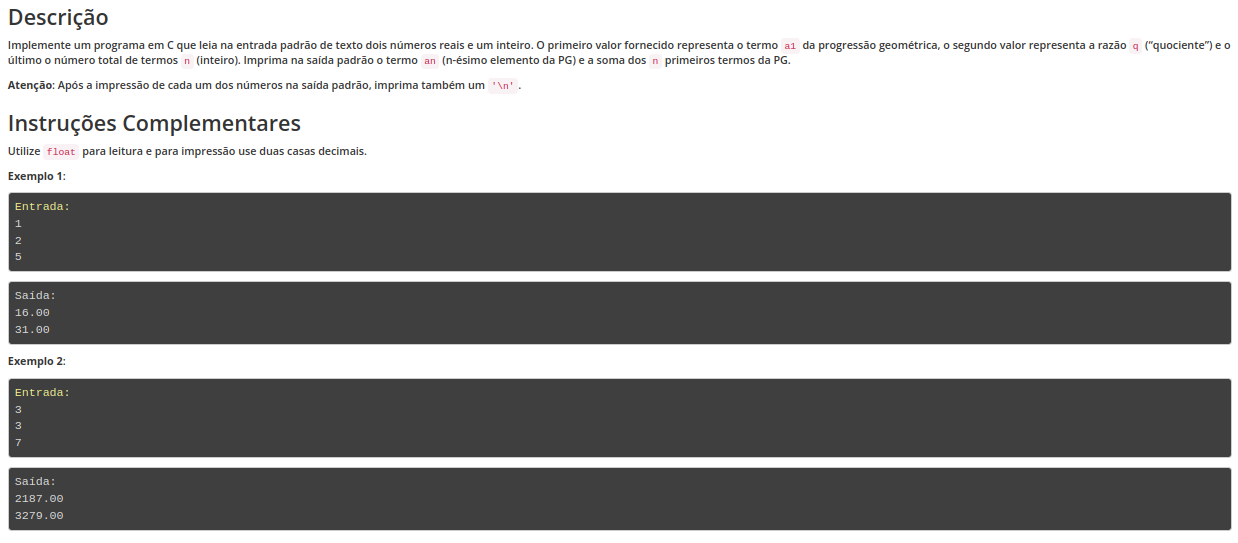 Descrição
Implemente um programa em C que leia na entrada padrão de texto dois números reais e um inteiro. O primeiro valor fornecido representa o termo a1 da progressão geométrica, o segundo valor representa a razão q (“quociente”) e o
último o número total de termos n (inteiro). Imprima na saída padrão o termo an (n-ésimo elemento da PG) e a soma dos n primeiros termos da PG.
Atenção: Após a impressão de cada um dos números na saída padrão, imprima também um '\n'.
Instruções Complementares
Utilize float para leitura e para impressão use duas casas decimais.
Exemplo 1:
Entrada:
1
2
5
Saída:
16.00
31.00
Exemplo 2:
Entrada:
3
3
7
Saída:
2187.00
3279.00